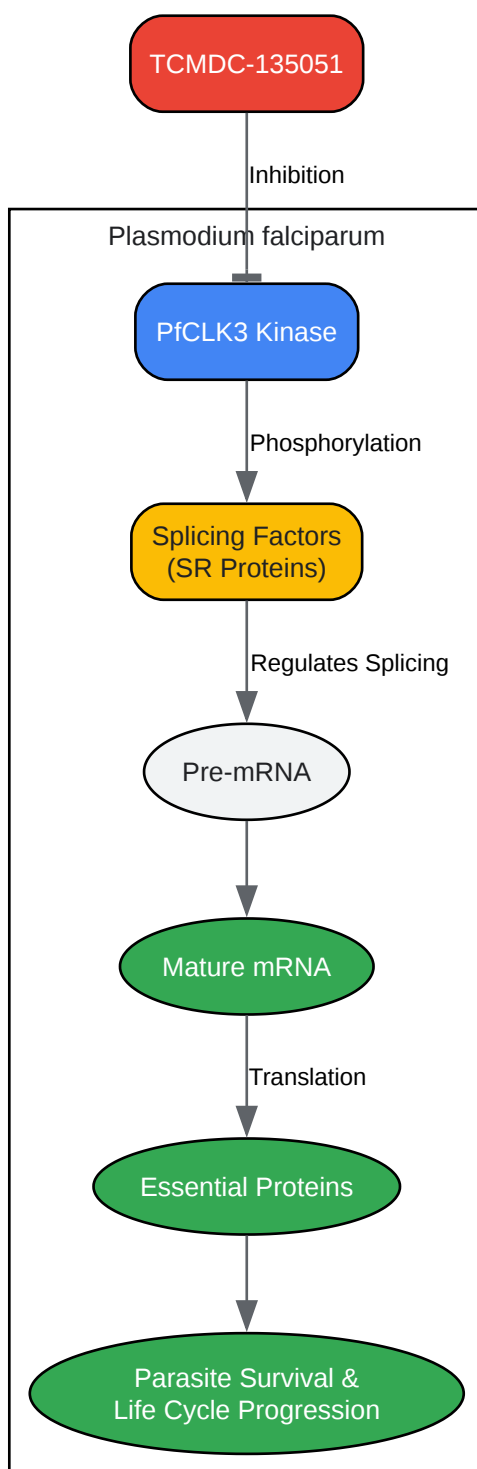 TCMDC-135051
Inhibition
Plasmodium falciparum
PfCLK3 Kinase
Phosphorylation
Splicing Factors
(SR Proteins)
Regulates Splicing
Pre-mRNA
Mature mRNA
Translation
Essential Proteins
Parasite Survival &
Life Cycle Progression